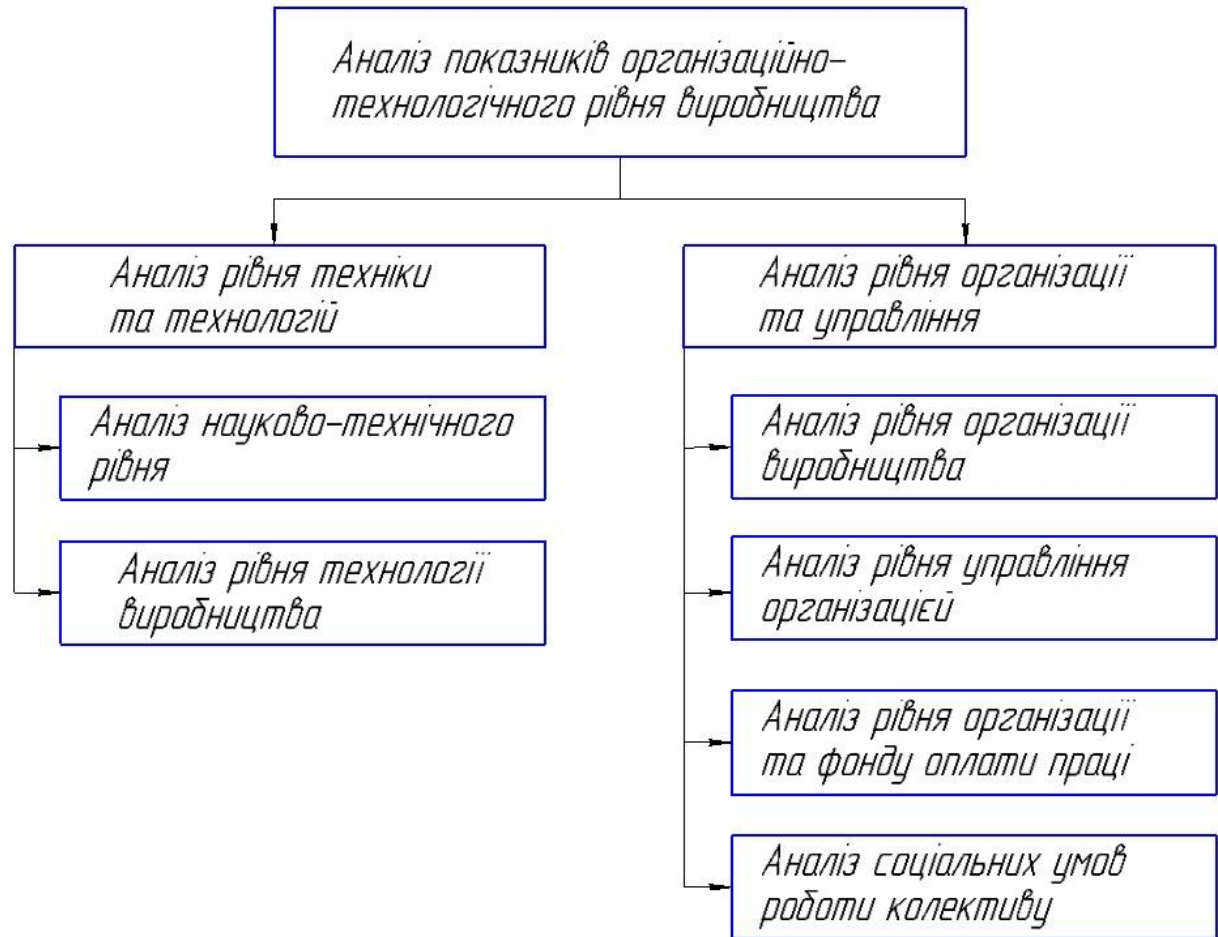 Аналіз показників організаційно-
технологічного рівня виробництва
Аналіз рівня техніки
та технологій
Аналіз науково-технічного
рівня
Аналіз рівня технології
виробництва
Аналіз рівня організації
та управління
Аналіз рівня організації
виробництва
Аналіз рівня управління
організацією
Аналіз рівня організації
та фонду оплати праці
Аналіз соціальних умов
роботи колективу